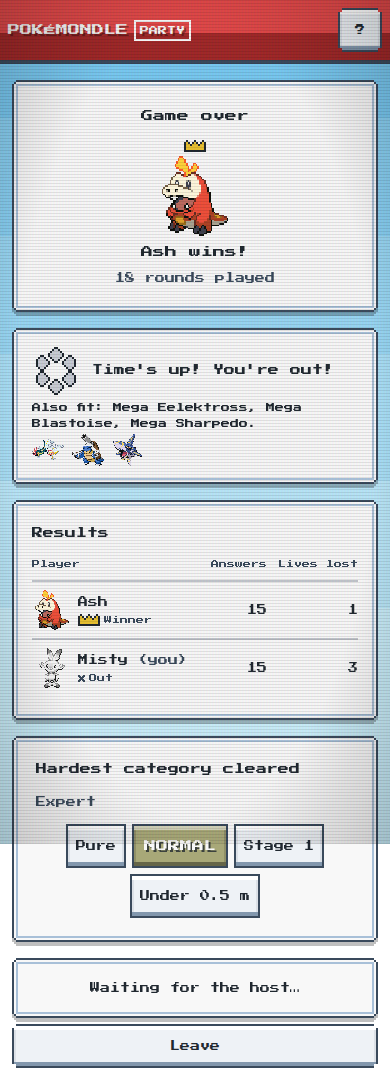 POKéMONDLE PARTY ?
Game over
Ash wins!
18 rounds played
Time's up! You're out!
Also fit: Mega Eelektross, Mega
Blastoise, Mega Sharpedo.
Results
Player Answers Lives lost
Ash 15 1
Winner
Misty (you) 15 3
x Out
Hardest category cleared
Expert
Pure NORMAL Stage 1
Under 0.5 m
Waiting for the host…
Leave